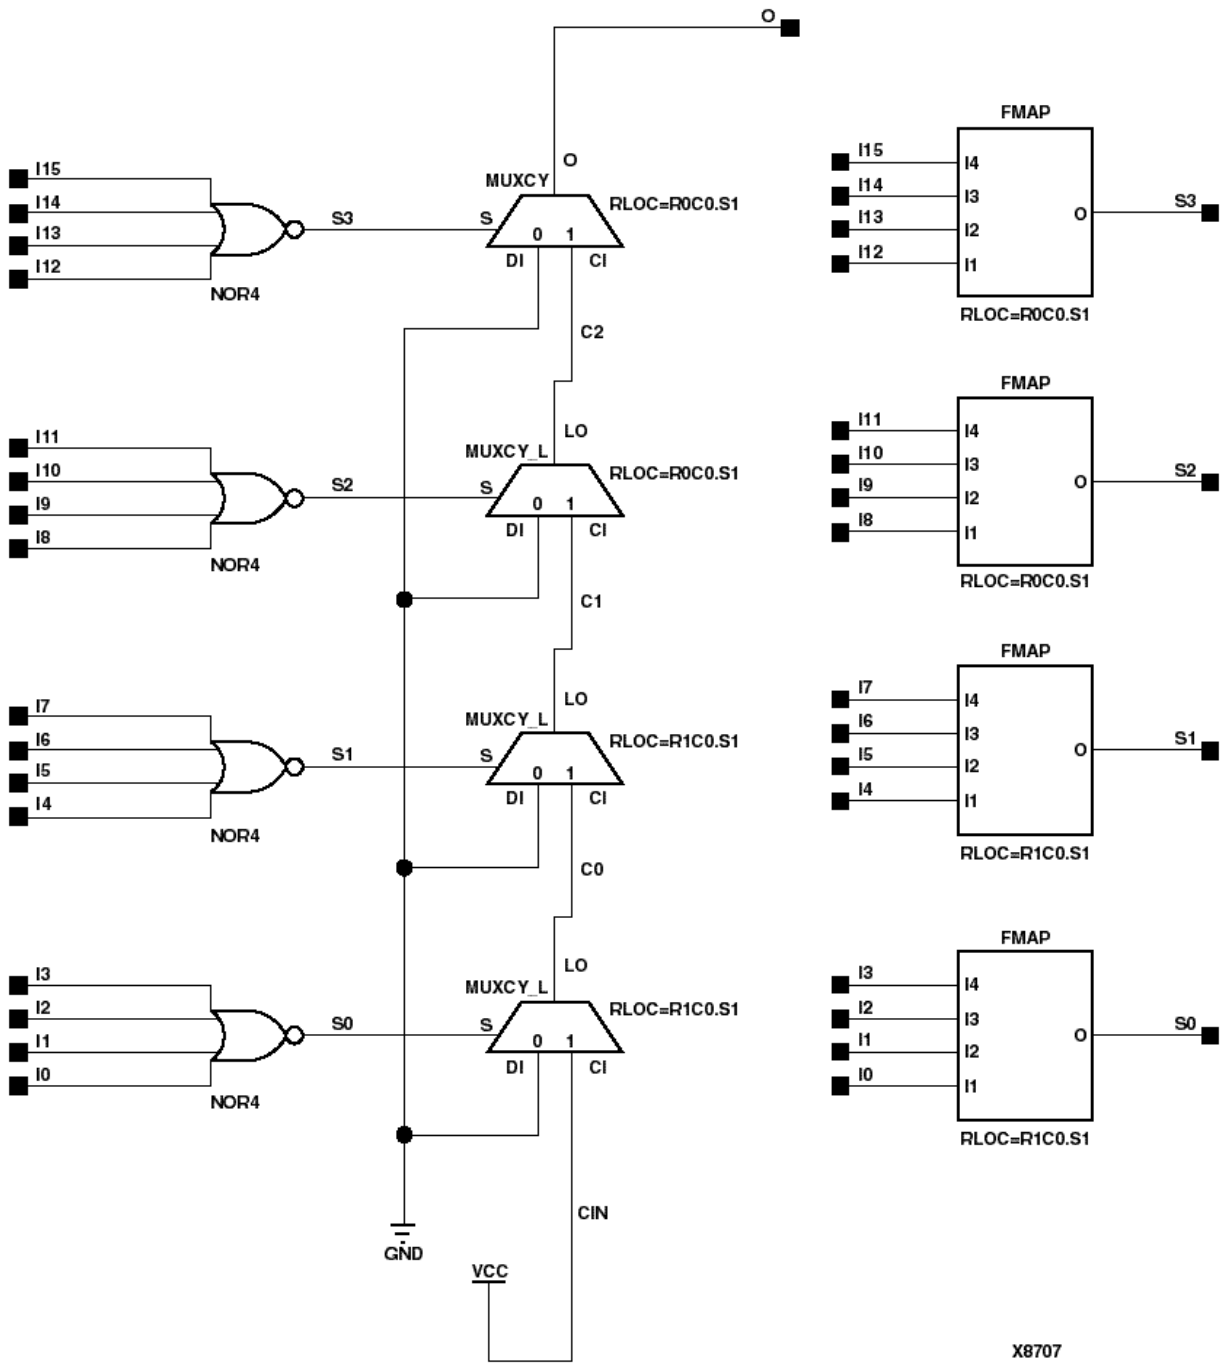 O
FMAP
I15
I14
I13
I12
NOR4
S3
MUXCY
O
RLOC=R0C0.S1
S
0 1
DI
CI
I15
I14
I13
I12
I4
I3
I2
I1
O
S3
RLOC=R0C0.S1
C2
FMAP
I11
I10
I9
I8
NOR4
S2
MUXCY_L
LO
RLOC=R0C0.S1
S
0 1
DI
CI
I11
I10
I9
I8
I4
I3
I2
I1
O
S2
RLOC=R0C0.S1
C1
FMAP
I7
I6
I5
I4
NOR4
S1
MUXCY_L
LO
RLOC=R1C0.S1
S
0 1
DI
CI
I7
I6
I5
I4
I4
I3
I2
I1
O
S1
RLOC=R1C0.S1
C0
FMAP
I3
I2
I1
I0
NOR4
S0
MUXCY_L
LO
RLOC=R1C0.S1
S
0 1
DI
CI
I3
I2
I1
I0
I4
I3
I2
I1
O
S0
RLOC=R1C0.S1
CIN
GND
VCC
X8707